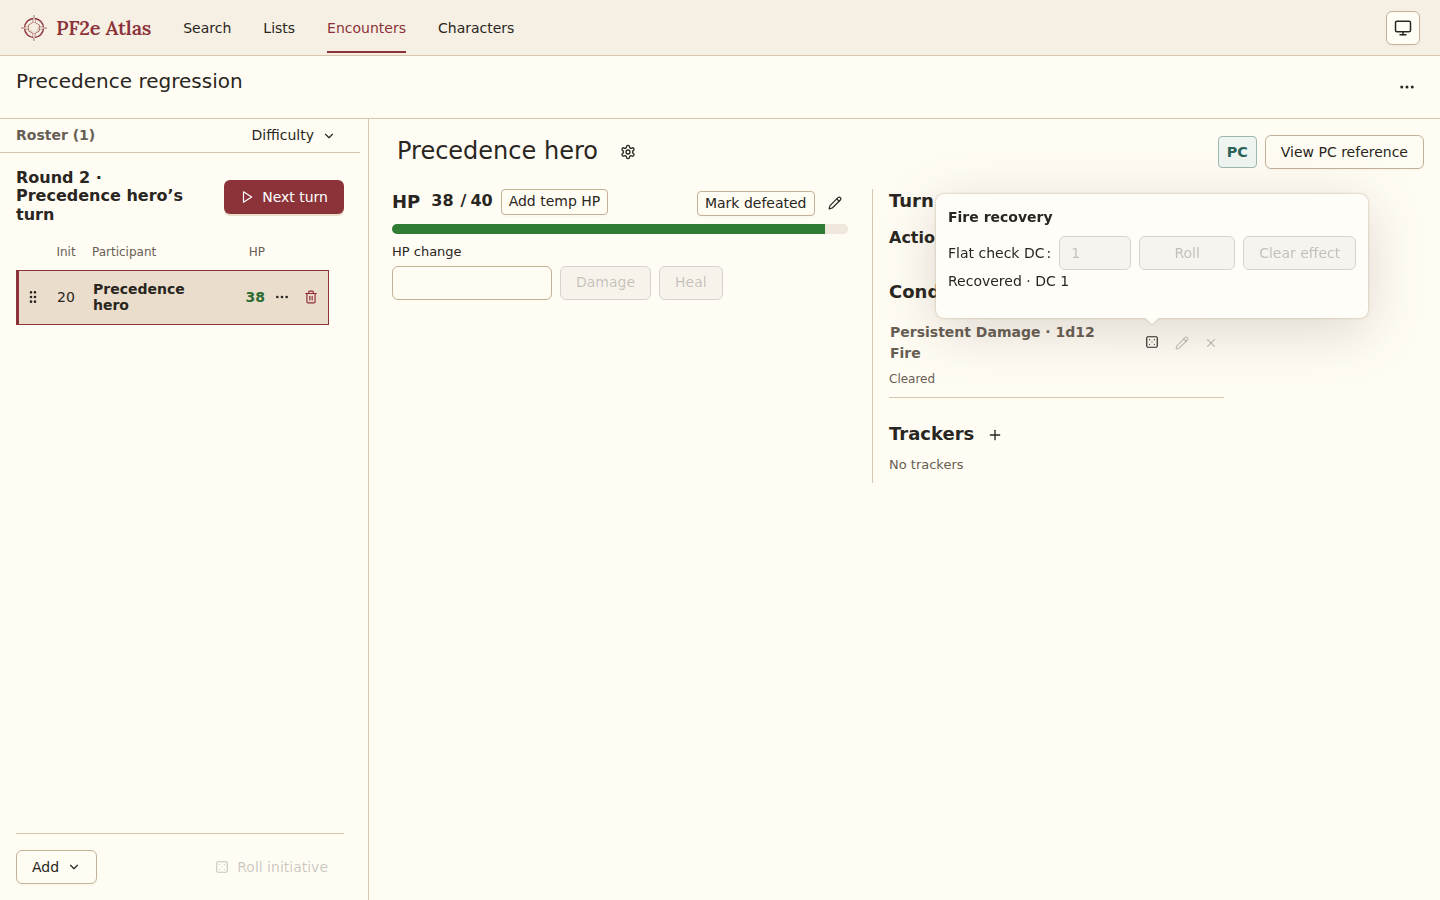 PF2e Atlas
Search
Lists
Encounters
Characters
Precedence regression
Roster (1)
Difficulty
Round 2 ·
Precedence hero’s
turn
Next turn
Init
Participant
HP
20
Precedence
hero
38
Add
Roll initiative
Precedence hero
PC
View PC reference
HP
38 / 40
Add temp HP
Mark defeated
HP change
Damage
Heal
Turn
Actio
Cond
Fire recovery
Flat check DC:
1
Roll
Clear effect
Recovered · DC 1
Persistent Damage · 1d12
Fire
Cleared
Trackers
No trackers